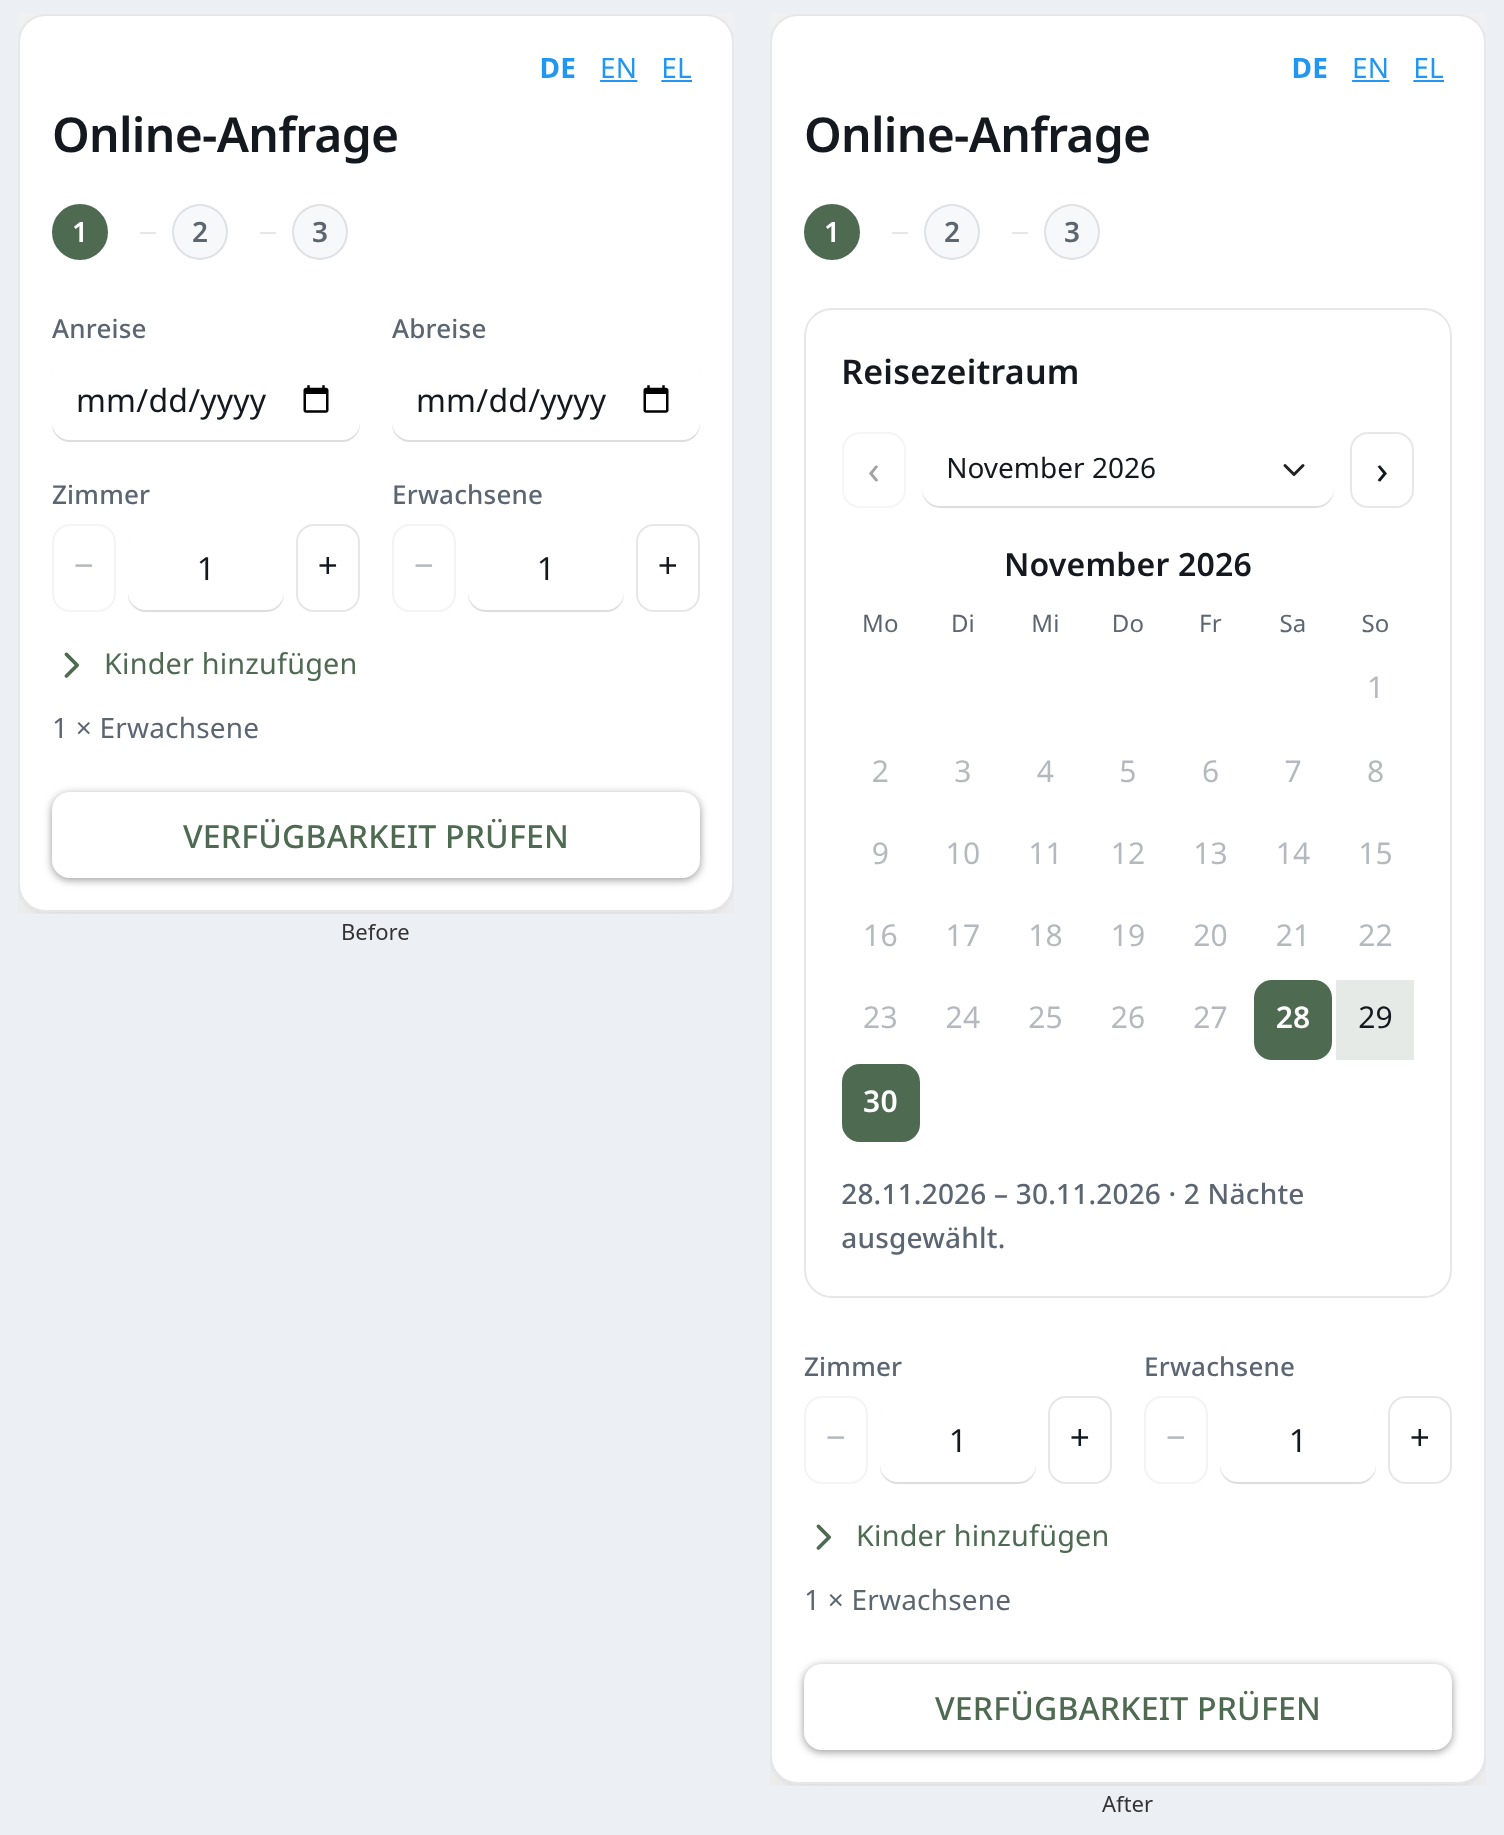 DE EN EL
Online-Anfrage
1 2 3
Anreise Abreise
mm/dd/yyyy mm/dd/yyyy
Zimmer Erwachsene
− 1 + − 1 +
Kinder hinzufügen
1 × Erwachsene
VERFÜGBARKEIT PRÜFEN
Before
DE EN EL
Online-Anfrage
1 2 3
Reisezeitraum
‹ November 2026 ›
November 2026
Mo Di Mi Do Fr Sa So
1
2 3 4 5 6 7 8
9 10 11 12 13 14 15
16 17 18 19 20 21 22
23 24 25 26 27 28 29
30
28.11.2026 – 30.11.2026 · 2 Nächte
ausgewählt.
Zimmer Erwachsene
− 1 + − 1 +
Kinder hinzufügen
1 × Erwachsene
VERFÜGBARKEIT PRÜFEN
After